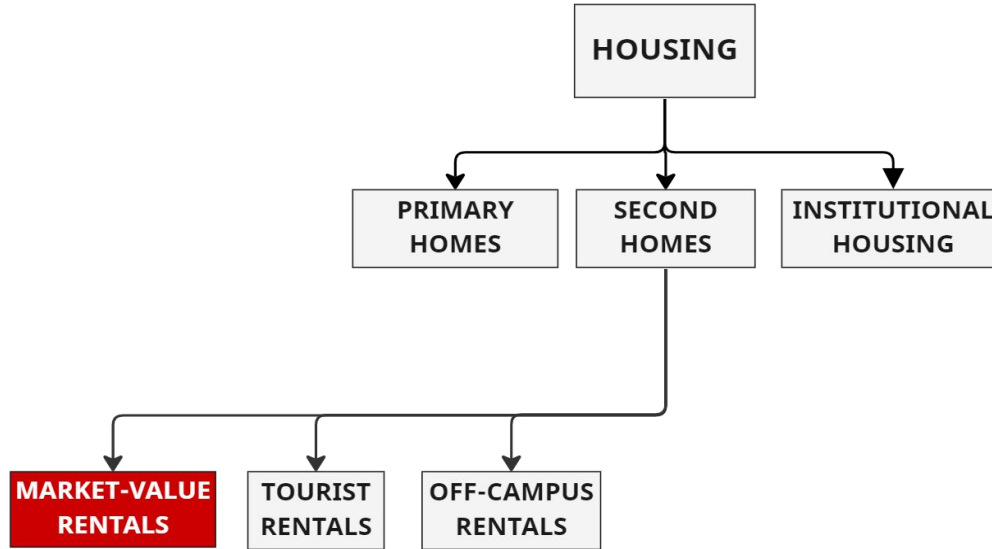 HOUSING
PRIMARY
HOMES
SECOND
HOMES
INSTITUTIONAL
HOUSING
MARKET-VALUE
RENTALS
TOURIST
RENTALS
OFF-CAMPUS
RENTALS